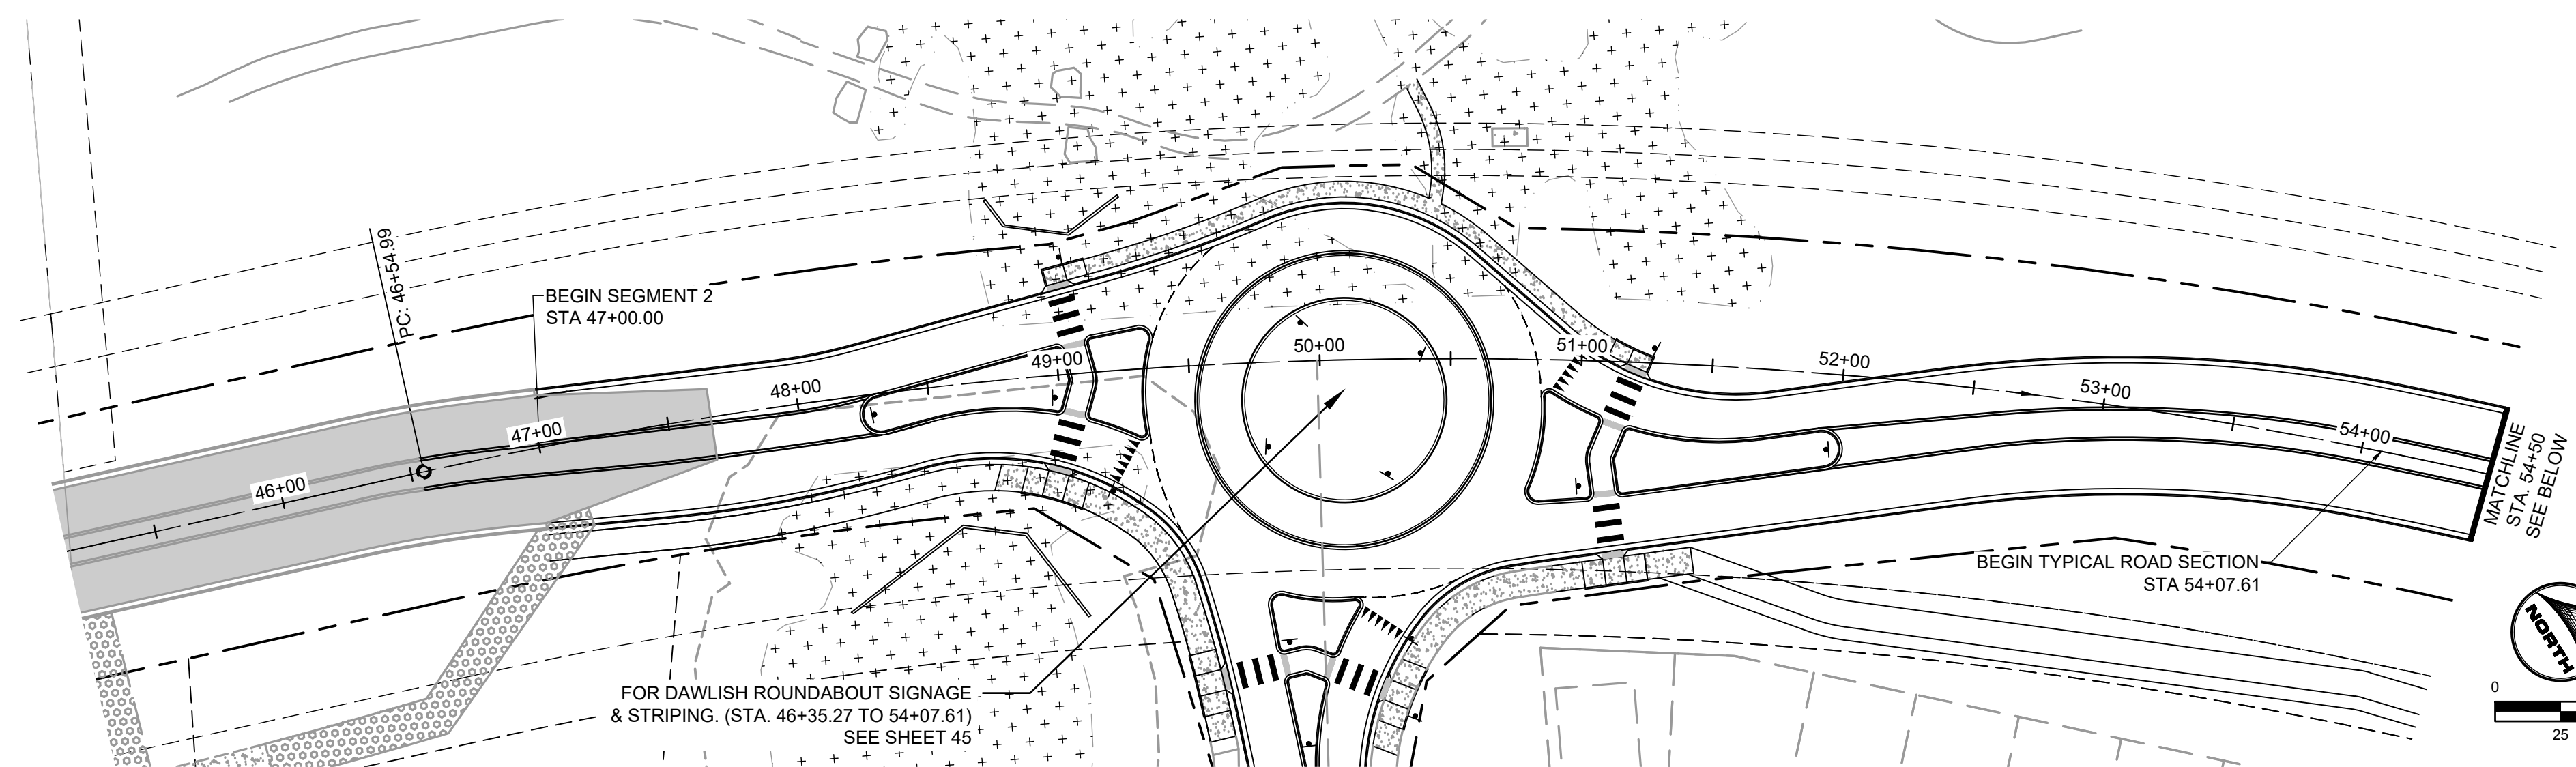 PC: 46+54.99
BEGIN SEGMENT 2
STA 47+00.00
46+00
47+00
48+00
49+00
50+00
51+00
52+00
53+00
54+00
MATCHLINE
STA. 54+50
SEE BELOW
BEGIN TYPICAL ROAD SECTION
STA 54+07.61
FOR DAWLISH ROUNDABOUT SIGNAGE
& STRIPING. (STA. 46+35.27 TO 54+07.61)
SEE SHEET 45
NORTH
0
25